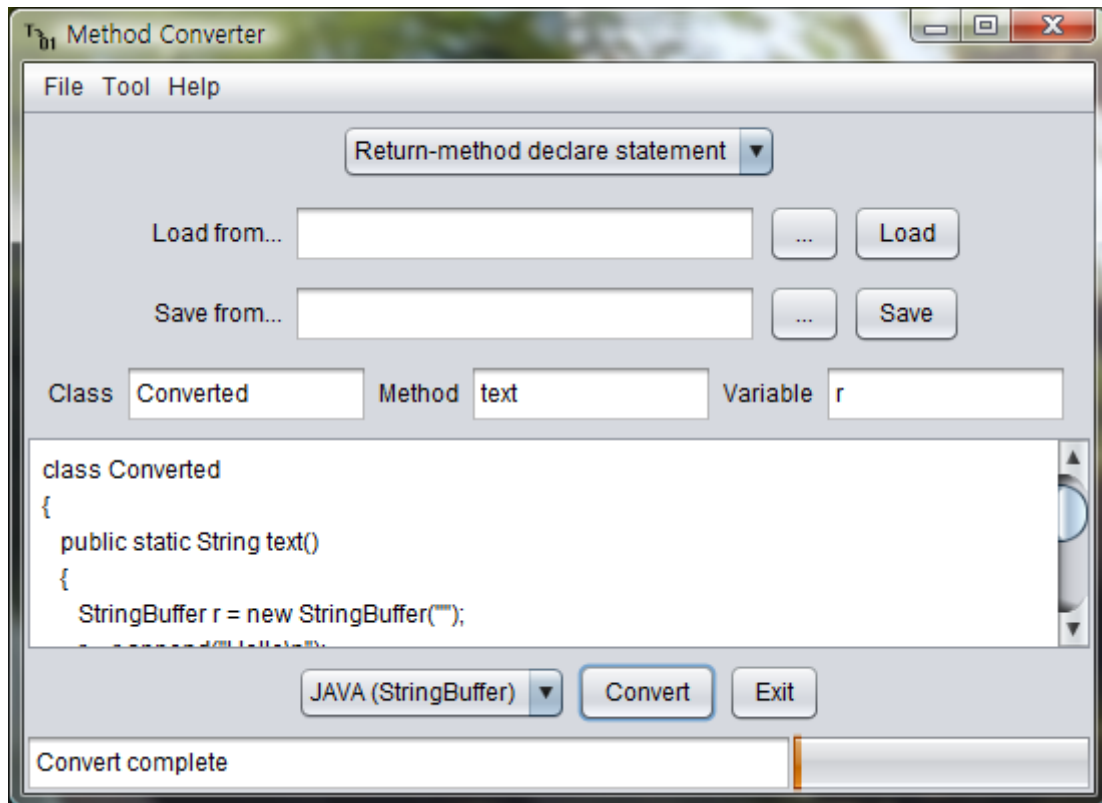 Method Converter
File Tool Help
Return-method declare statement
Load from... ... Load
Save from... ... Save
Class Converted Method text Variable r
class Converted
{
public static String text()
{
StringBuffer r = new StringBuffer("");
JAVA (StringBuffer) Convert Exit
Convert complete